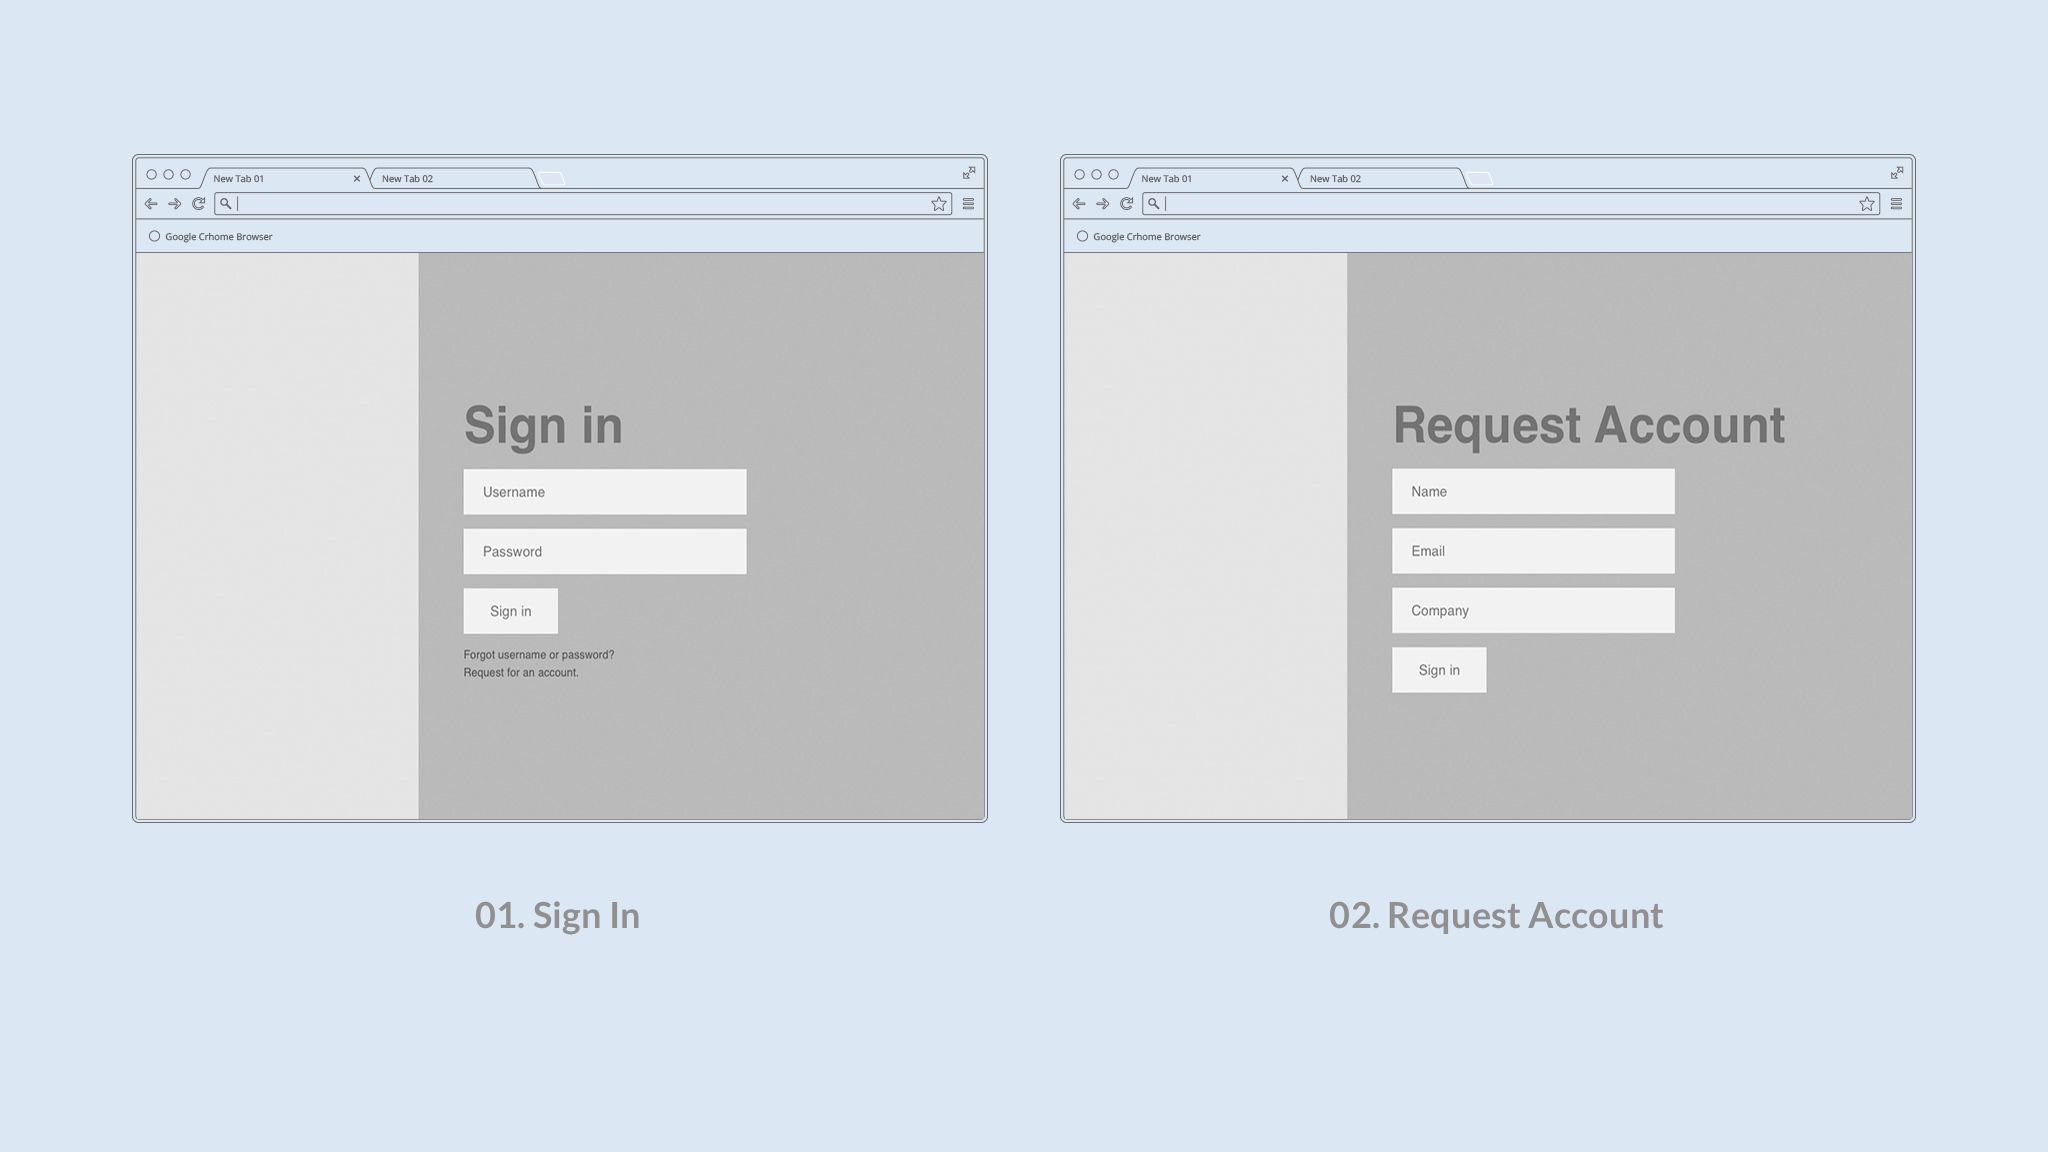 New Tab 01
New Tab 02
Google Crhome Browser
Sign in
Username
Password
Sign in
Forgot username or password?
Request for an account.
01. Sign In
New Tab 01
New Tab 02
Google Crhome Browser
Request Account
Name
Email
Company
Sign in
02. Request Account